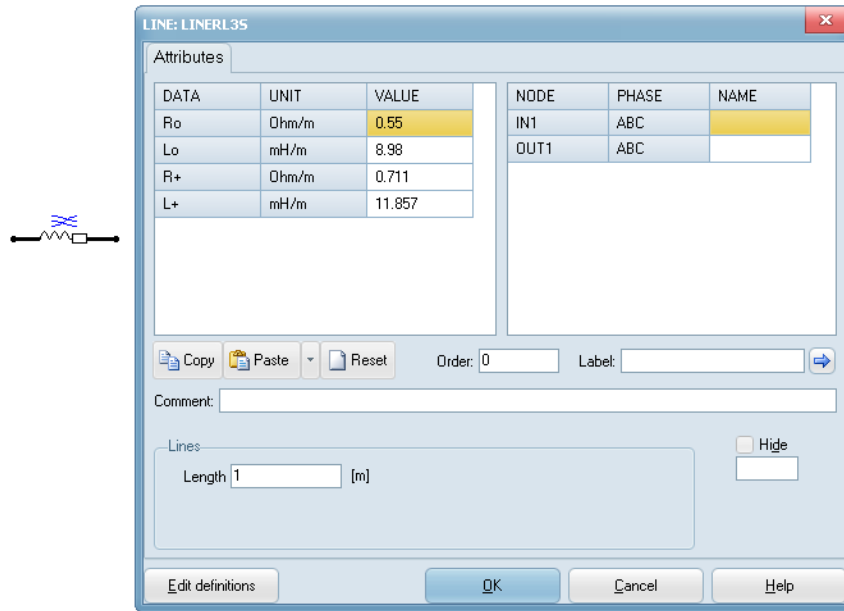 LINE: LINERL3S
Attributes
DATA UNIT VALUE
Ro Ohm/m 0.55
Lo mH/m 8.98
R+ Ohm/m 0.711
L+ mH/m 11.857
NODE PHASE NAME
IN1 ABC
OUT1 ABC
Copy Paste Reset Order: 0 Label:
Comment:
Lines
Length 1 [m]
Hide
Edit definitions OK Cancel Help